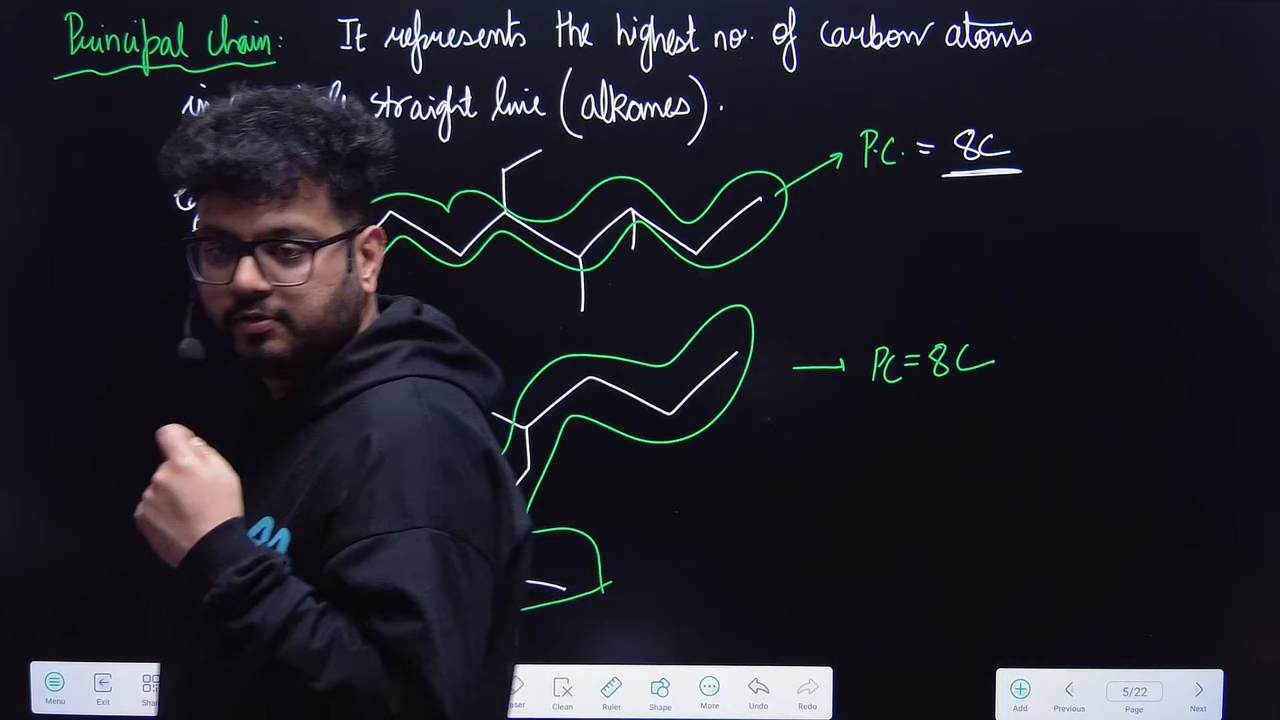 Principal chain: It represents the highest no. of carbon atoms
in straight line (alkanes).
P.C. = 8C
PC = 8C
Menu Exit Clean Ruler Shape More Undo Redo Add Previous 5/22 Page Next